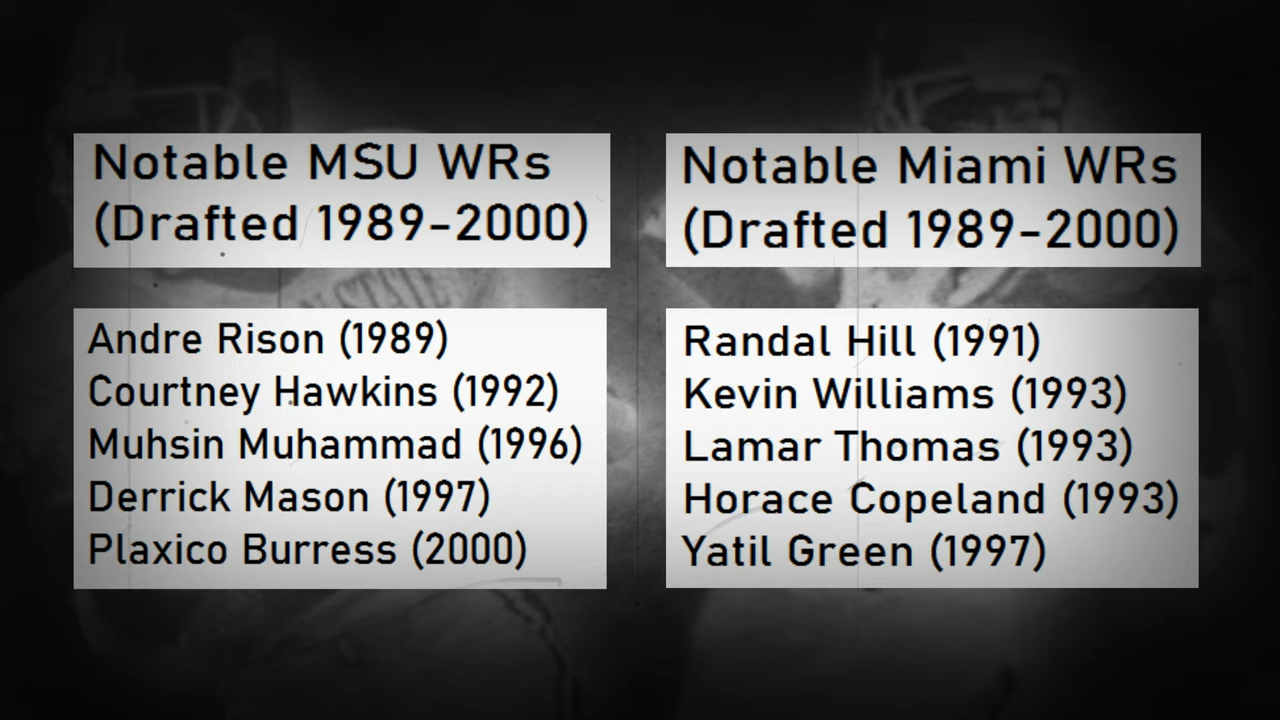 Notable MSU WRs
(Drafted 1989-2000)
Andre Rison (1989)
Courtney Hawkins (1992)
Muhsin Muhammad (1996)
Derrick Mason (1997)
Plaxico Burress (2000)
Notable Miami WRs
(Drafted 1989-2000)
Randal Hill (1991)
Kevin Williams (1993)
Lamar Thomas (1993)
Horace Copeland (1993)
Yatil Green (1997)